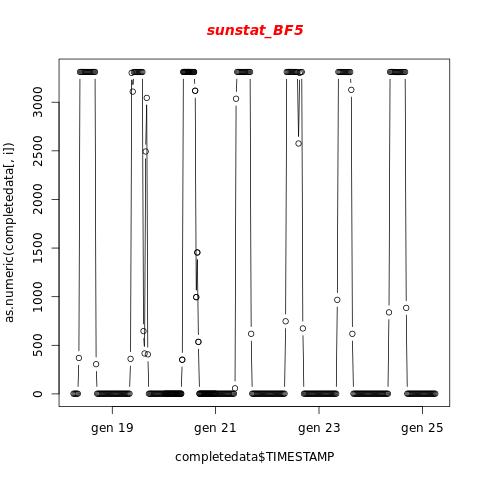 sunstat_BF5
as.numeric(completedata[, i])
3000
2500
2000
1500
1000
500
0
gen 19
gen 21
gen 23
gen 25
completedata$TIMESTAMP